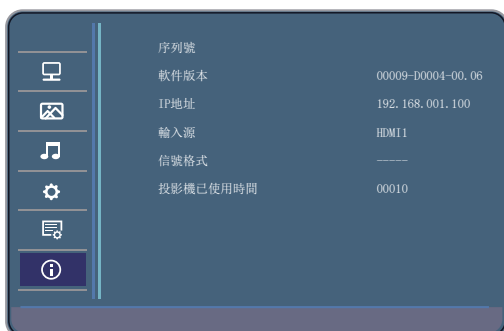 序列號
軟件版本 00009-D0004-00.06
IP地址 192.168.001.100
輸入源 HDMI1
信號格式 -----
投影機已使用時間 00010